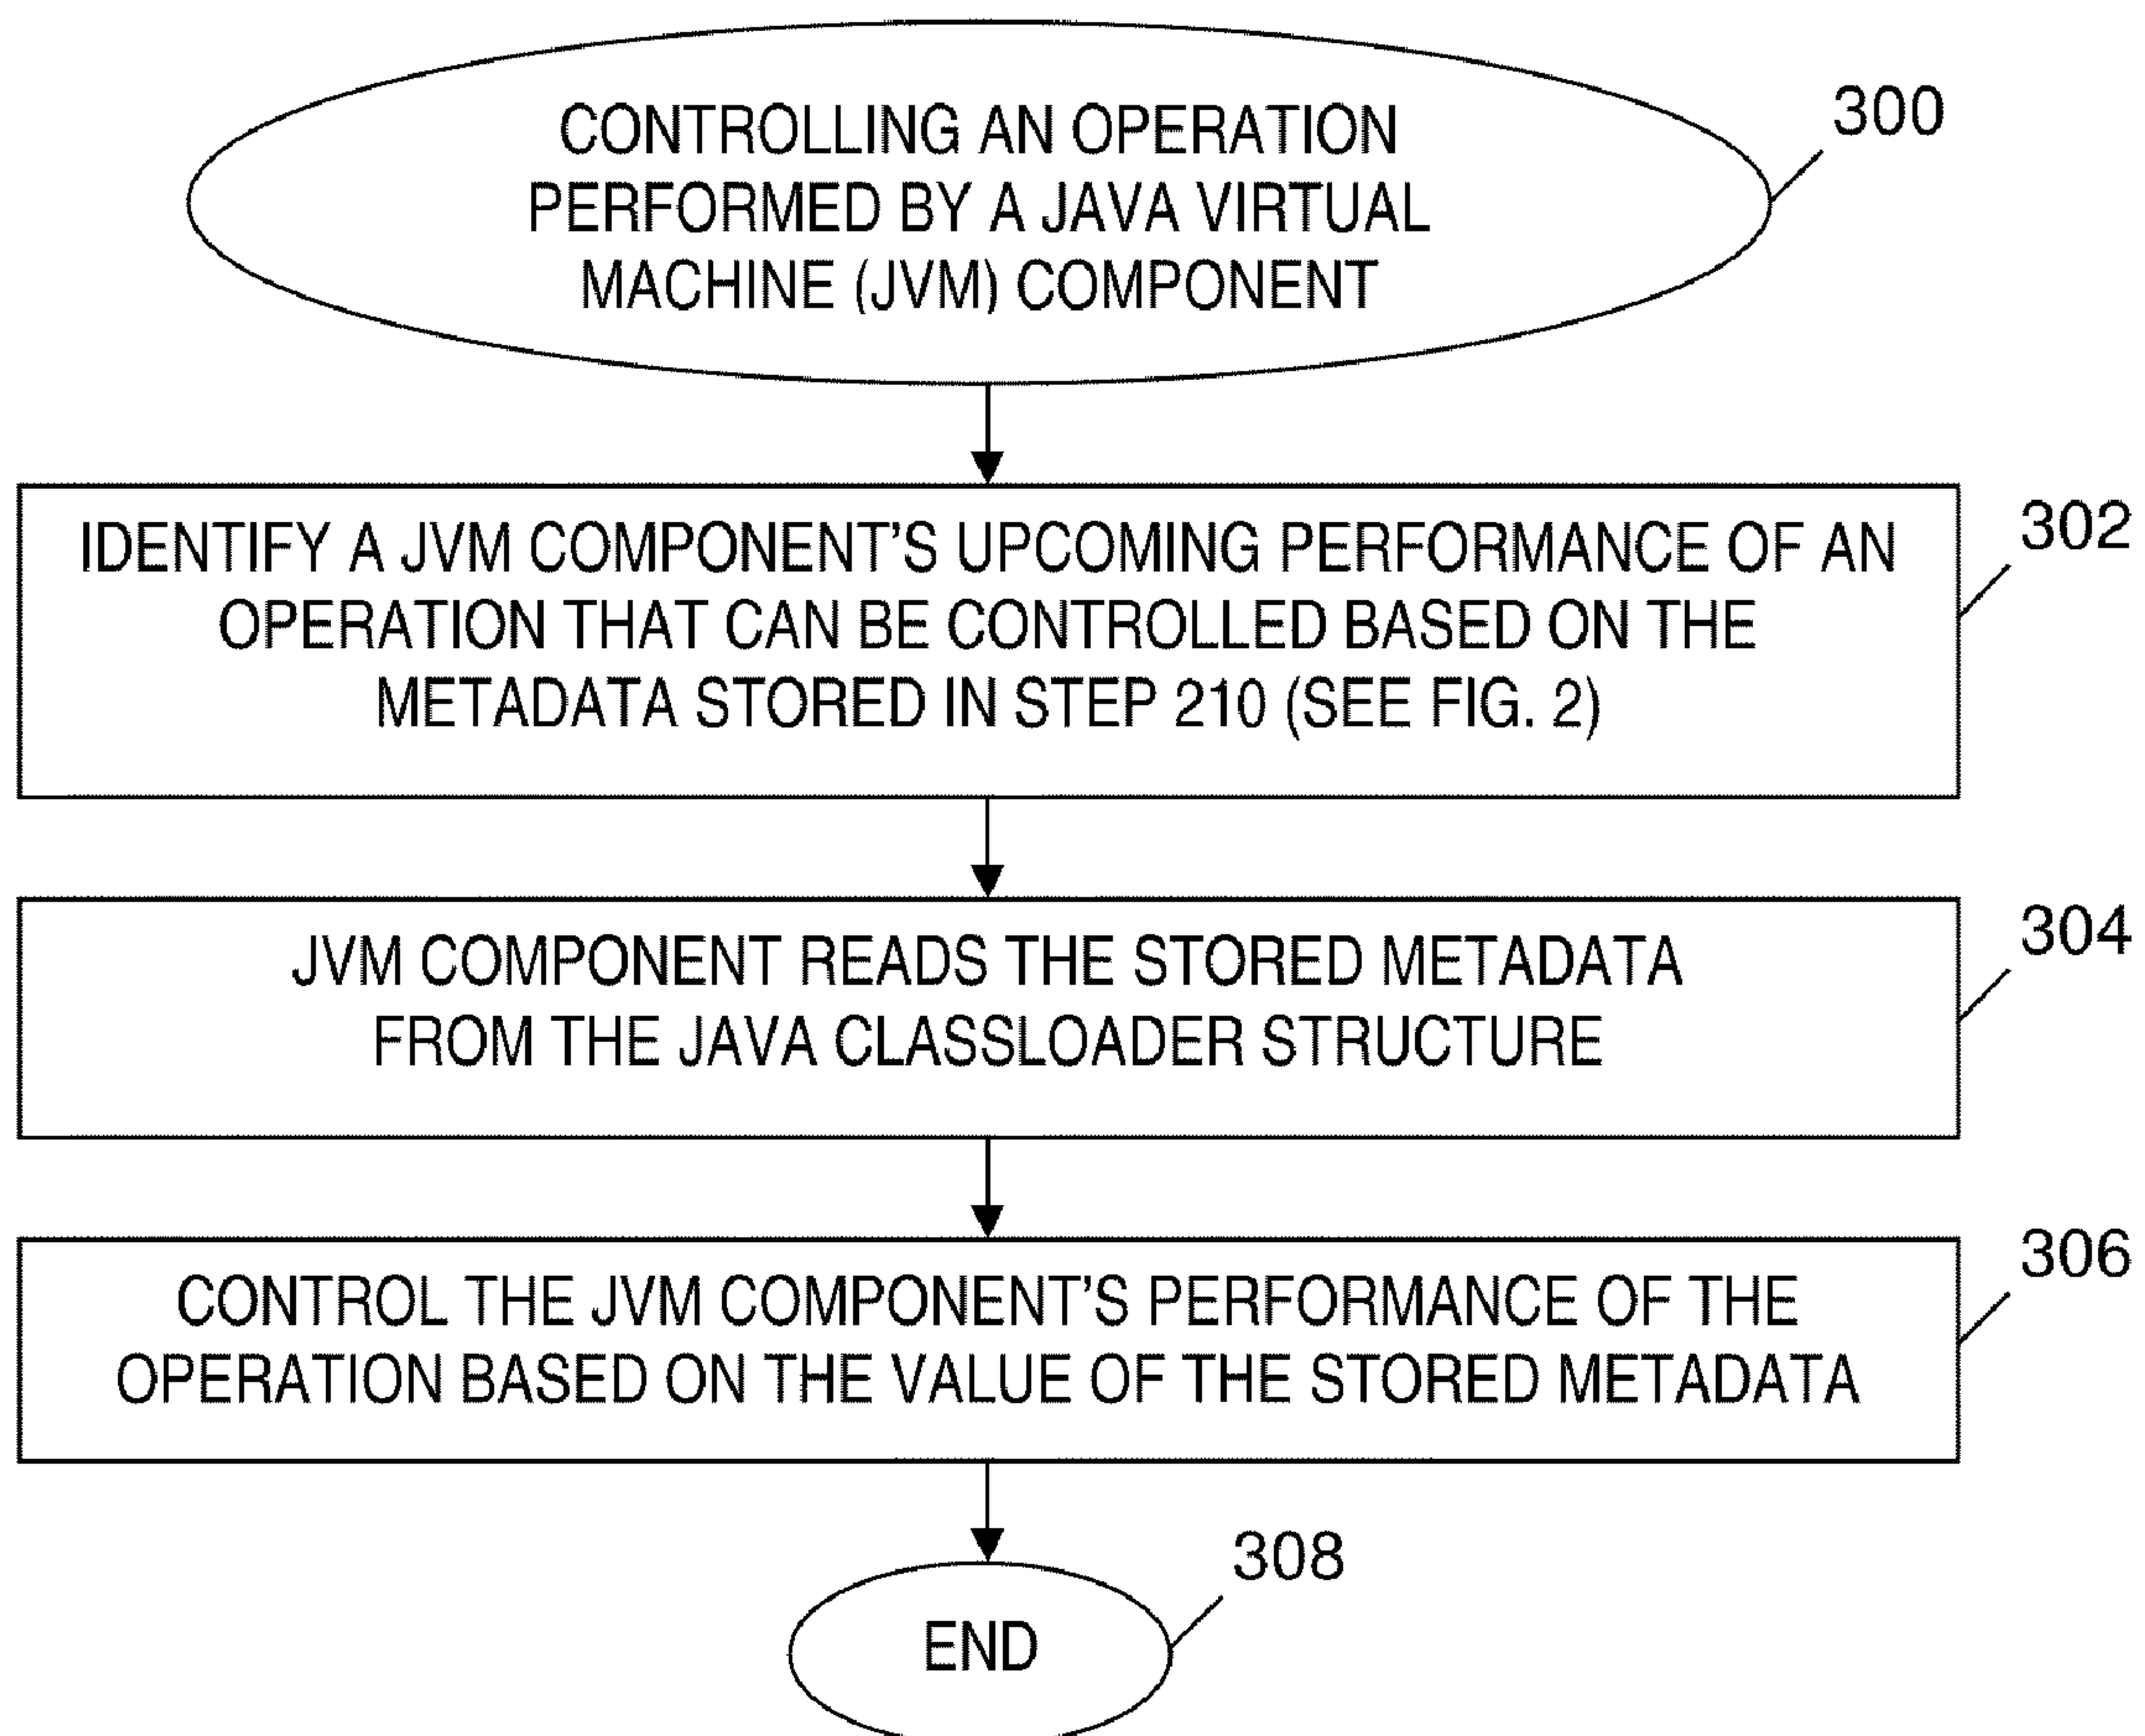 CONTROLLING AN OPERATION
PERFORMED BY A JAVA VIRTUAL
MACHINE (JVM) COMPONENT
300
IDENTIFY A JVM COMPONENT'S UPCOMING PERFORMANCE OF AN
OPERATION THAT CAN BE CONTROLLED BASED ON THE
METADATA STORED IN STEP 210 (SEE FIG. 2)
302
JVM COMPONENT READS THE STORED METADATA
FROM THE JAVA CLASSLOADER STRUCTURE
304
CONTROL THE JVM COMPONENT'S PERFORMANCE OF THE
OPERATION BASED ON THE VALUE OF THE STORED METADATA
306
END
308